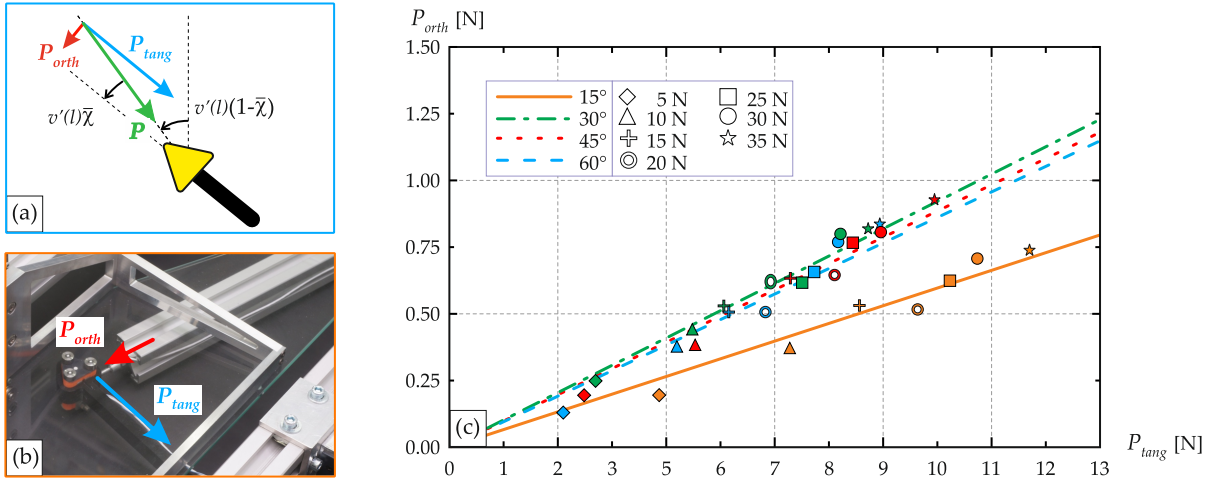 P_orth
P_tang
v'(l)χ̄
v'(l)(1-χ̄)
P
(a)
P_orth
P_tang
(b)
P_orth [N]
1.50
1.25
1.00
0.75
0.50
0.25
0.00
15°
30°
45°
60°
5 N
10 N
15 N
20 N
25 N
30 N
35 N
(c)
0 1 2 3 4 5 6 7 8 9 10 11 12 13
P_tang [N]